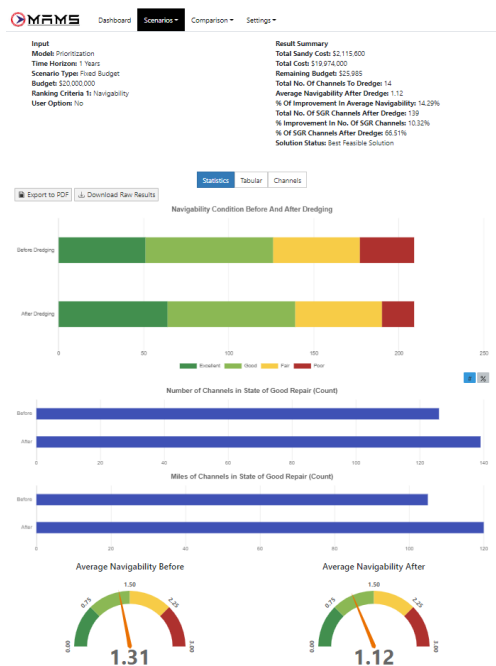 MAMS Dashboard Scenarios Comparison Settings
Input
Model: Prioritization
Time Horizon: 1 Years
Scenario Type: Fixed Budget
Budget: $20,000,000
Ranking Criteria 1: Navigability
User Option: No
Result Summary
Total Sandy Cost: $2,115,600
Total Cost: $19,974,000
Remaining Budget: $25,985
Total No. Of Channels To Dredge: 14
Average Navigability After Dredge: 1.12
% Of Improvement In Average Navigability: 14.29%
Total No. Of SGR Channels After Dredge: 139
% Improvement In No. Of SGR Channels: 10.32%
% Of SGR Channels After Dredge: 66.51%
Solution Status: Best Feasible Solution
Statistics Tabular Channels
Export to PDF Download Raw Results
Navigability Condition Before And After Dredging
Before Dredging
After Dredging
0 50 100 150 200 250
Excellent Good Fair Poor
# %
Number of Channels in State of Good Repair (Count)
Before
After
0 20 40 60 80 100 120 140
Miles of Channels in State of Good Repair (Count)
Before
After
0 20 40 60 80 100 120
Average Navigability Before
0.00 0.75 1.50 2.25 3.00
1.31
Average Navigability After
0.00 0.75 1.50 2.25 3.00
1.12